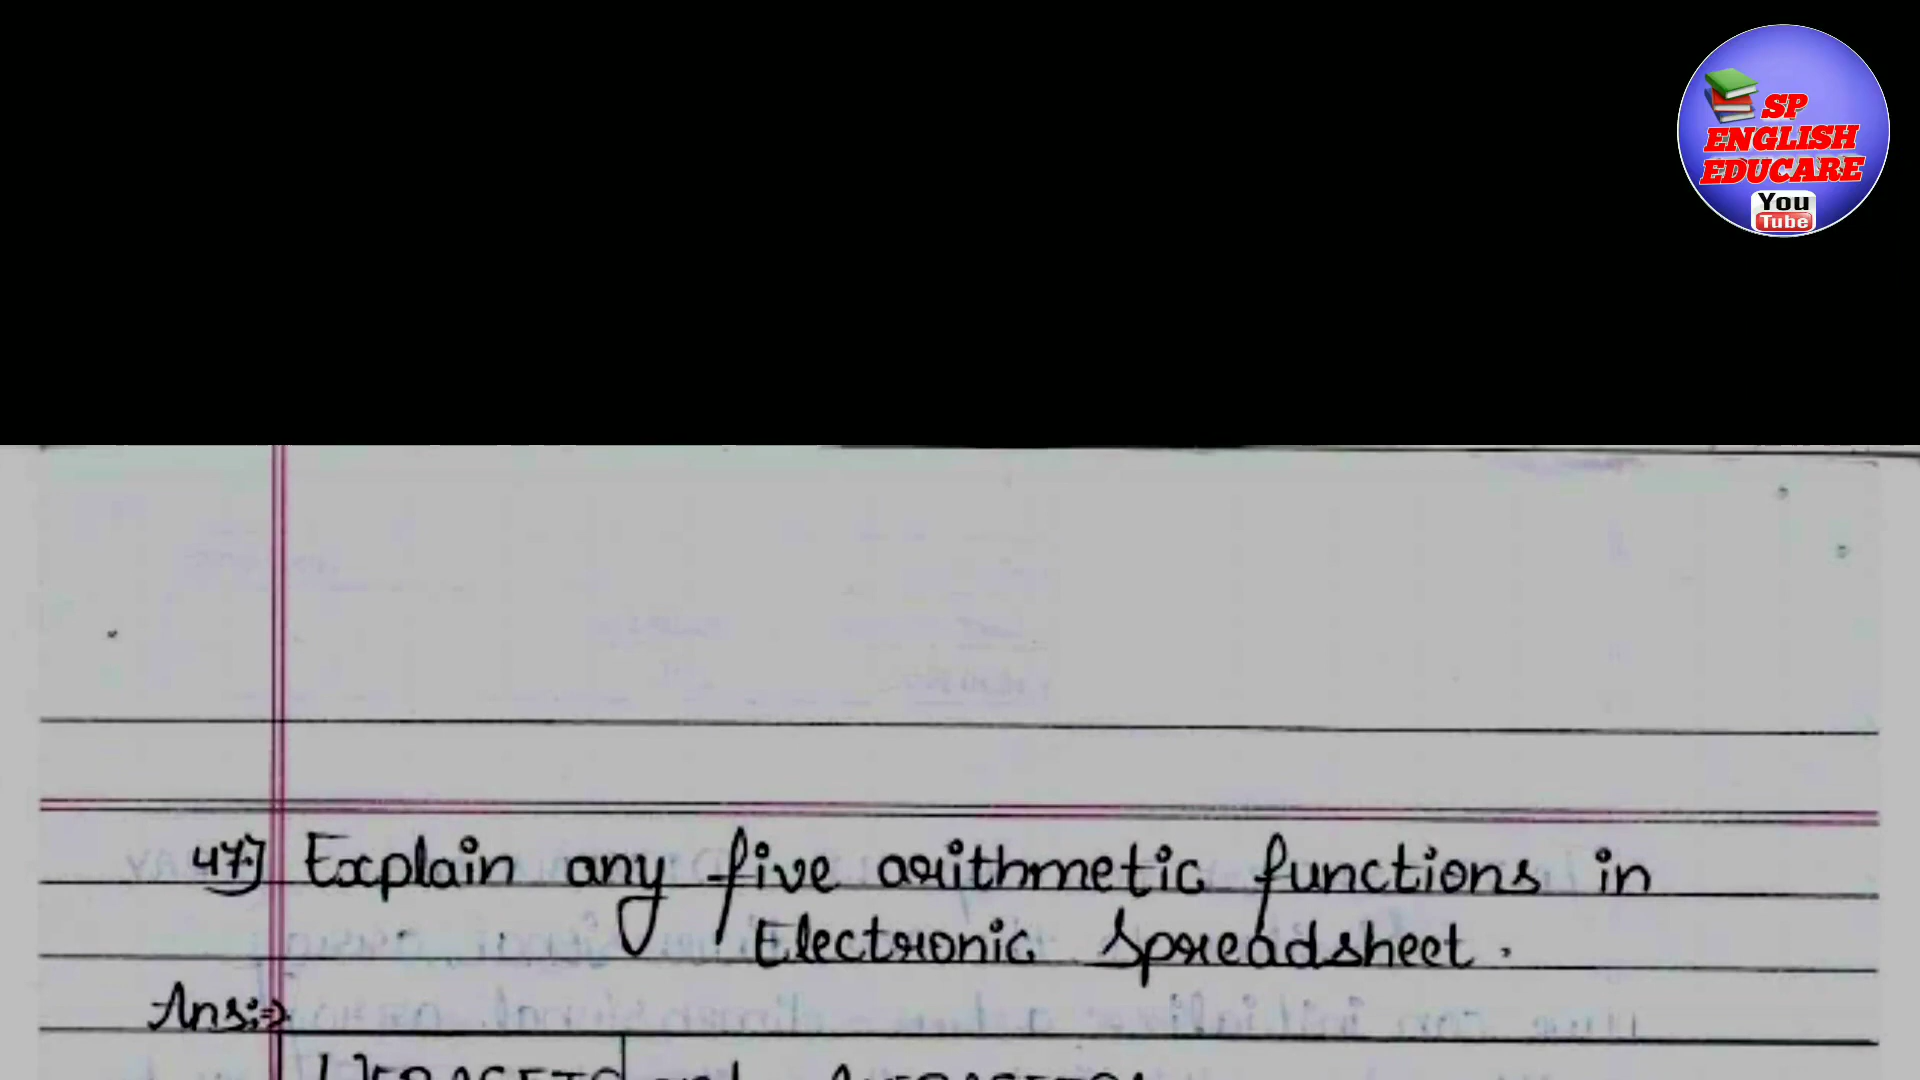 SP
ENGLISH
EDUCARE
You
Tube
47.] Explain any five arithmetic functions in
Electronic Spreadsheet.
Ans:⇒